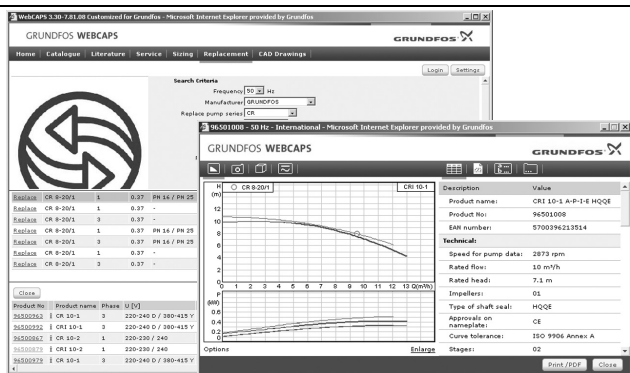 WebCAPS 3.30-7.81.08 Customized for Grundfos - Microsoft Internet Explorer provided by Grundfos
GRUNDFOS WEBCAPS
GRUNDFOS
Home Catalogue Literature Service Sizing Replacement CAD Drawings
Login Settings
Search Criteria
Frequency 50 Hz
Manufacturer GRUNDFOS
Replace pump series CR
Replace CR 8-20/1 1 0.37 PN 16 / PN 25
Replace CR 8-20/1 1 0.37 -
Replace CR 8-20/1 3 0.37 -
Replace CR 8-20/1 1 0.37 PN 16 / PN 25
Replace CR 8-20/1 3 0.37 PN 16 / PN 25
Replace CR 8-20/1 3 0.37 -
Close
Product No Product name Phase U [V]
96500963 CR 10-1 3 220-240 D / 380-415 Y
96500992 CRI 10-1 3 220-240 D / 380-415 Y
96500867 CR 10-2 1 220-230 / 240
CRI 10-2 1 220-230 / 240
96500979 CR 10-1 3 220-240 D / 380-415 Y
96501008 - 50 Hz - International - Microsoft Internet Explorer provided by Grundfos
GRUNDFOS WEBCAPS
GRUNDFOS
H
(m)
CR 8-20/1
CRI 10-1
12
10
8
6
4
2
0
0 1 2 3 4 5 6 7 8 9 10 11 12 13 Q(m³/h)
P
(kW)
0.6
0.4
0.2
0
Options
Enlarge
Description Value
Product name: CRI 10-1 A-P-I-E HQQE
Product No: 96501008
EAN number: 5700396213514
Technical:
Speed for pump data: 2873 rpm
Rated flow: 10 m³/h
Rated head: 7.1 m
Impellers: 01
Type of shaft seal: HQQE
Approvals on nameplate: CE
Curve tolerance: ISO 9906 Annex A
Stages: 02
Print /PDF Close